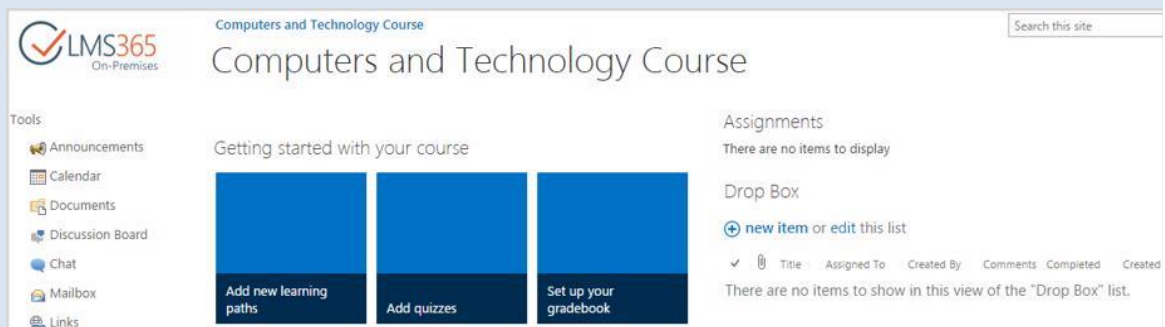 LMS365
On-Premises
Computers and Technology Course
Computers and Technology Course
Search this site
Tools
Announcements
Calendar
Documents
Discussion Board
Chat
Mailbox
Links
Getting started with your course
Add new learning
paths
Add quizzes
Set up your
gradebook
Assignments
There are no items to display
Drop Box
new item or edit this list
Title Assigned To Created By Comments Completed Created
There are no items to show in this view of the "Drop Box" list.